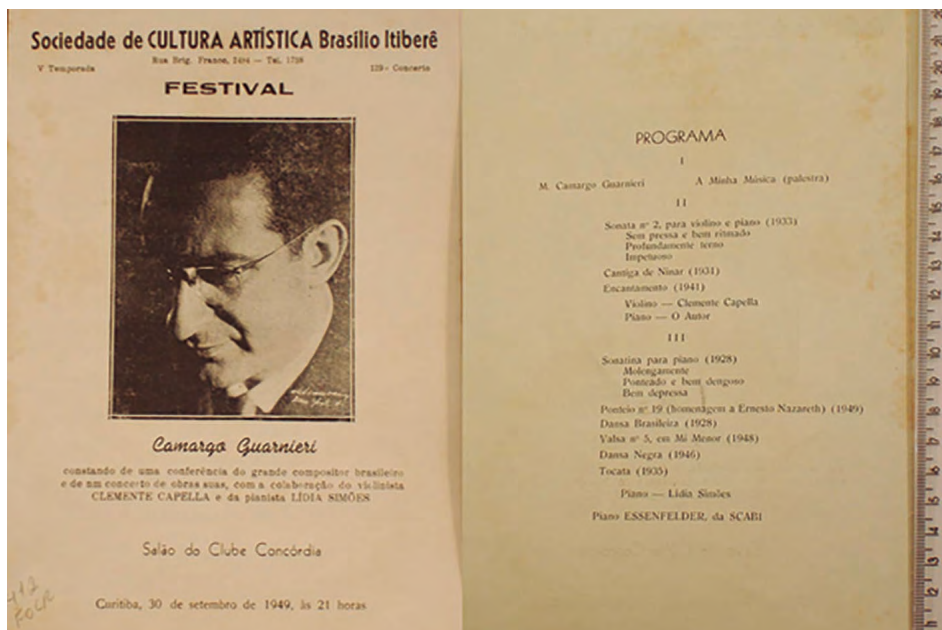 Sociedade de CULTURA ARTÍSTICA Brasílio Itiberê
V Temporada
Rua Brig. Franco, 2484 — Tel. 1738
129º Concerto
FESTIVAL
Camargo Guarnieri
constando de uma conferência do grande compositor brasileiro
e de um concerto de obras suas, com a colaboração do violinista
CLEMENTE CAPELLA e da pianista LÍDIA SIMÕES
Salão do Clube Concórdia
Curitiba, 30 de setembro de 1949, às 21 horas
PROGRAMA
I
M. Camargo Guarnieri A Minha Música (palestra)
II
Sonata nº 2, para violino e piano (1933)
Sem pressa e bem ritmado
Profundamente terno
Impetuoso
Cantiga de Ninar (1931)
Encantamento (1941)
Violino — Clemente Capella
Piano — O Autor
III
Sonatina para piano (1928)
Molengamente
Ponteado e bem dengoso
Bem depressa
Ponteio nº 19 (homenagem a Ernesto Nazareth) (1949)
Dansa Brasileira (1928)
Valsa nº 5, em Mi Menor (1948)
Dansa Negra (1946)
Tocata (1935)
Piano — Lídia Simões
Piano ESSENFELDER, da SCABI